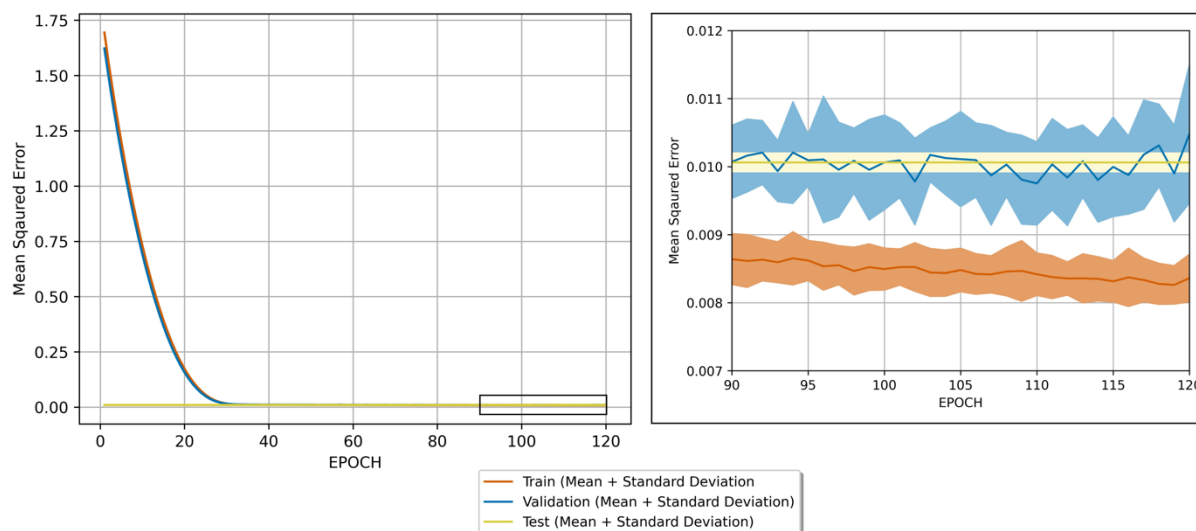 1.75
1.50
1.25
1.00
0.75
0.50
0.25
0.00
Mean Sqaured Error
0 20 40 60 80 100 120
EPOCH
0.012
0.011
0.010
0.009
0.008
0.007
Mean Sqaured Error
90 95 100 105 110 115 120
EPOCH
Train (Mean + Standard Deviation
Validation (Mean + Standard Deviation)
Test (Mean + Standard Deviation)